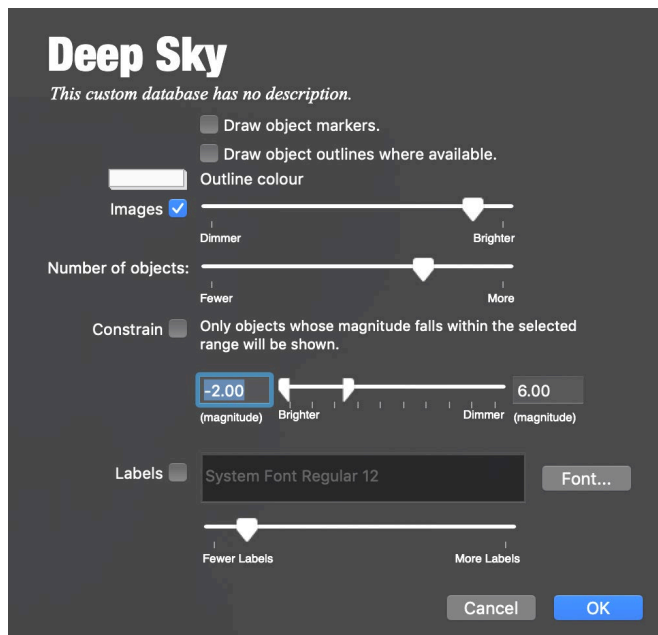 Deep Sky
This custom database has no description.
Draw object markers.
Draw object outlines where available.
Outline colour
Images
Dimmer Brighter
Number of objects:
Fewer More
Constrain Only objects whose magnitude falls within the selected
range will be shown.
-2.00 6.00
(magnitude) Brighter Dimmer (magnitude)
Labels System Font Regular 12 Font...
Fewer Labels More Labels
Cancel OK